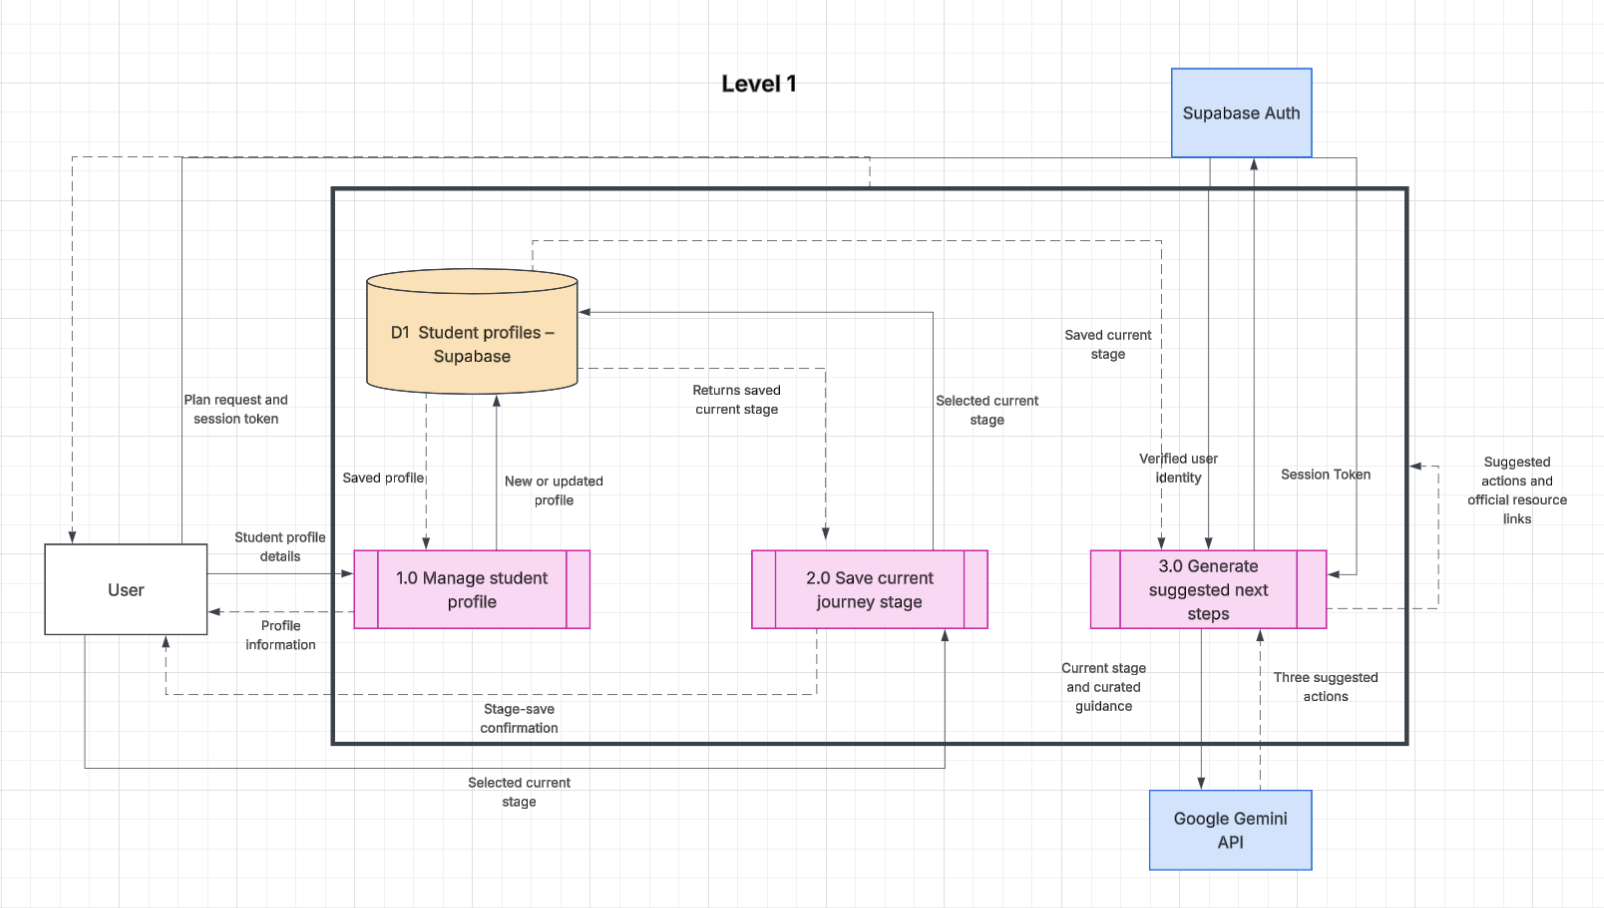 Level 1
Supabase Auth
D1 Student profiles –
Supabase
Saved current
stage
Returns saved
current stage
Plan request and
session token
Selected current
stage
Verified user
identity
Session Token
Suggested
actions and
official resource
links
Saved profile
New or updated
profile
Student profile
details
User
1.0 Manage student
profile
2.0 Save current
journey stage
3.0 Generate
suggested next
steps
Profile
information
Current stage
and curated
guidance
Three suggested
actions
Stage-save
confirmation
Selected current
stage
Google Gemini
API